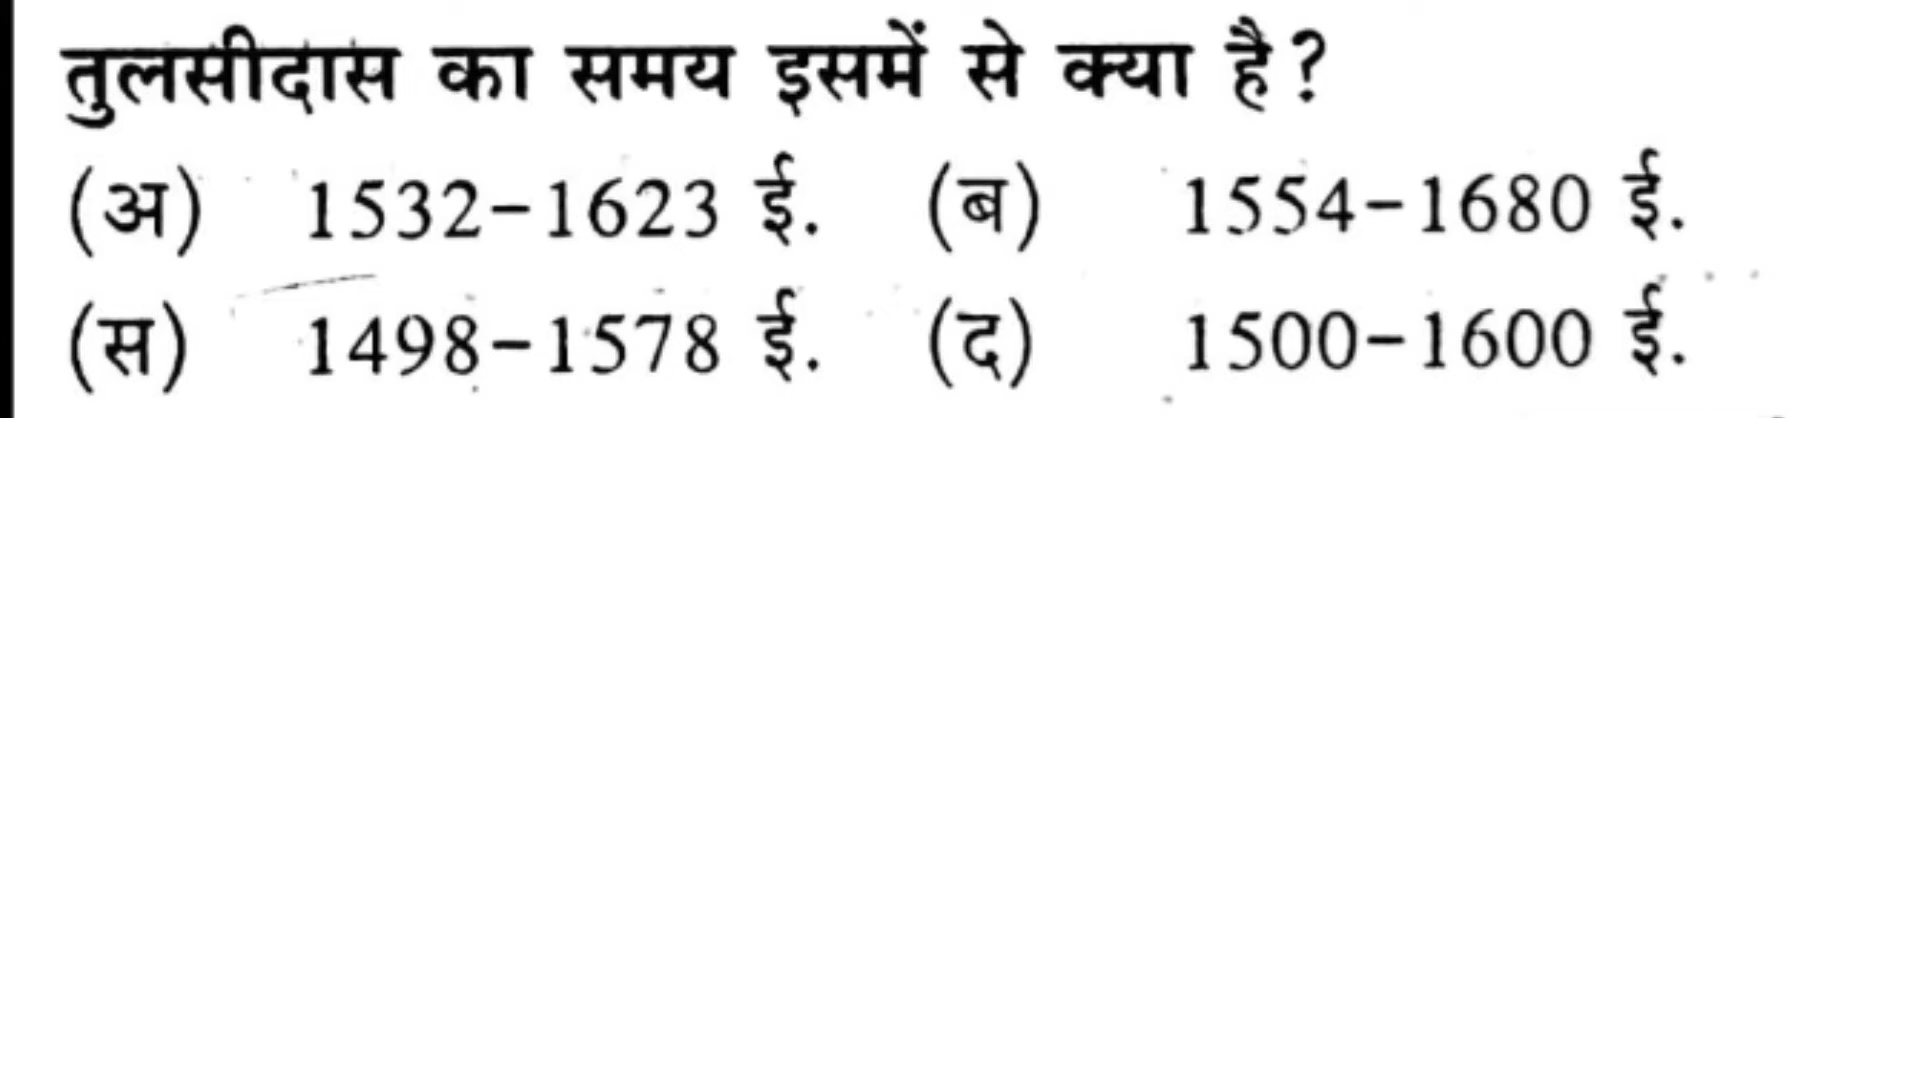 तुलसीदास का समय इसमें से क्या है?
(अ) 1532-1623 ई. (ब) 1554-1680 ई.
(स) 1498-1578 ई. (द) 1500-1600 ई.